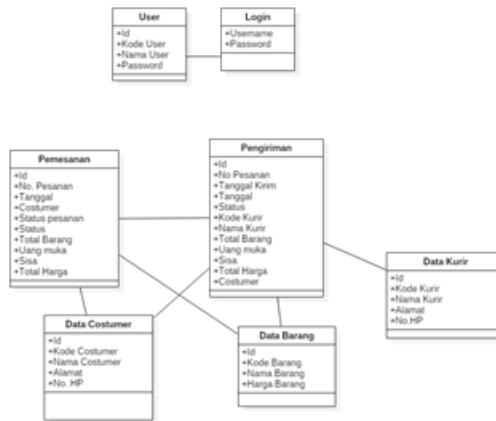 User
+Id
+Kode User
+Nama User
+Password
Login
+Username
+Password
Pemesanan
+Id
+No. Pesanan
+Tanggal
+Costumer
+Status pesanan
+Status
+Total Barang
+Uang muka
+Sisa
+Total Harga
Pengiriman
+Id
+No Pesanan
+Tanggal Kirim
+Tanggal
+Status
+Kode Kurir
+Nama Kurir
+Total Barang
+Uang muka
+Sisa
+Total Harga
+Costumer
Data Kurir
+Id
+Kode Kurir
+Nama Kurir
+Alamat
+No.HP
Data Costumer
+Id
+Kode Costumer
+Nama Costumer
+Alamat
+No. HP
Data Barang
+Id
+Kode Barang
+Nama Barang
+Harga Barang